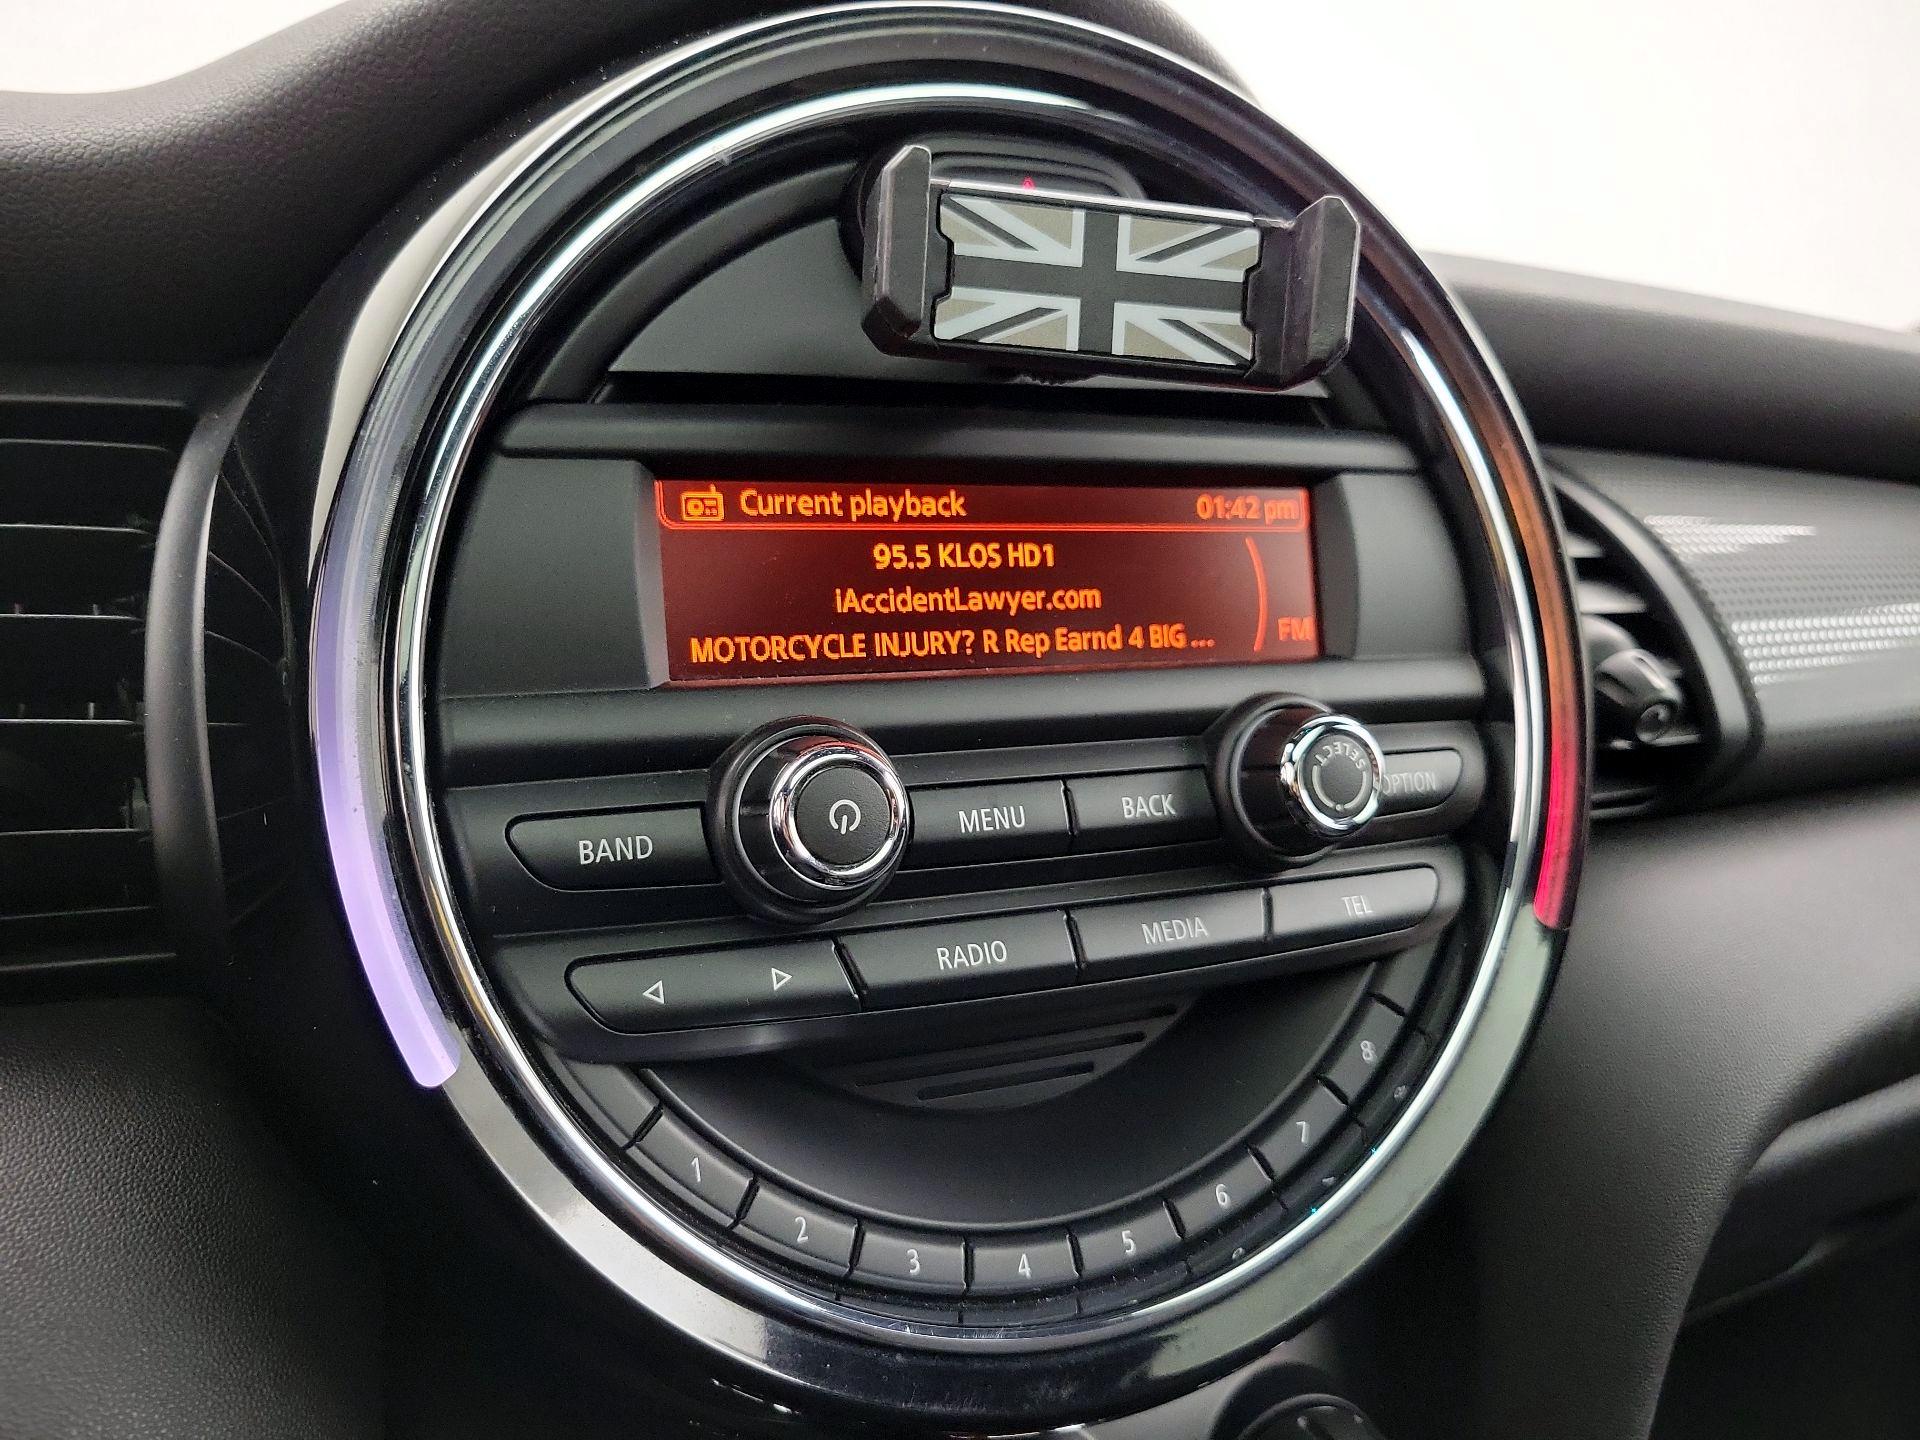 Current playback 01:42 pm
95.5 KLOS HD1
iAccidentLawyer.com
MOTORCYCLE INJURY? R Rep Earnd 4 BIG ...
FM
BAND MENU BACK SELECT OPTION
RADIO MEDIA TEL
1 2 3 4 5 6 7 8